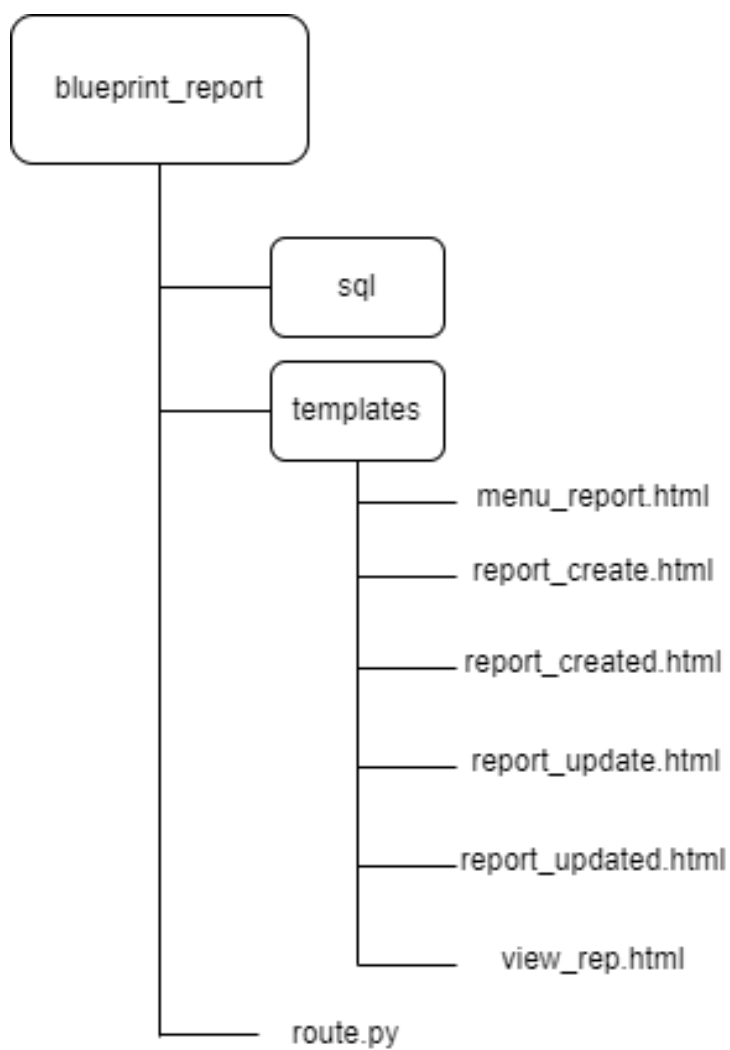 blueprint_report
sql
templates
menu_report.html
report_create.html
report_created.html
report_update.html
report_updated.html
view_rep.html
route.py